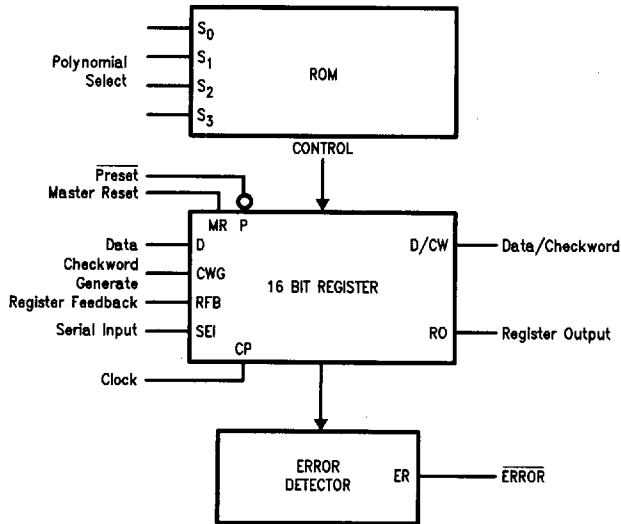 S0
S1
Polynomial
Select
S2
S3
ROM
CONTROL
Preset
Master Reset
MR P
Data
D
D/CW
Data/Checkword
Checkword
Generate
CWG
16 BIT REGISTER
Register Feedback
RFB
Serial Input
SEI
RO
Register Output
CP
Clock
ERROR
DETECTOR
ER
ERROR